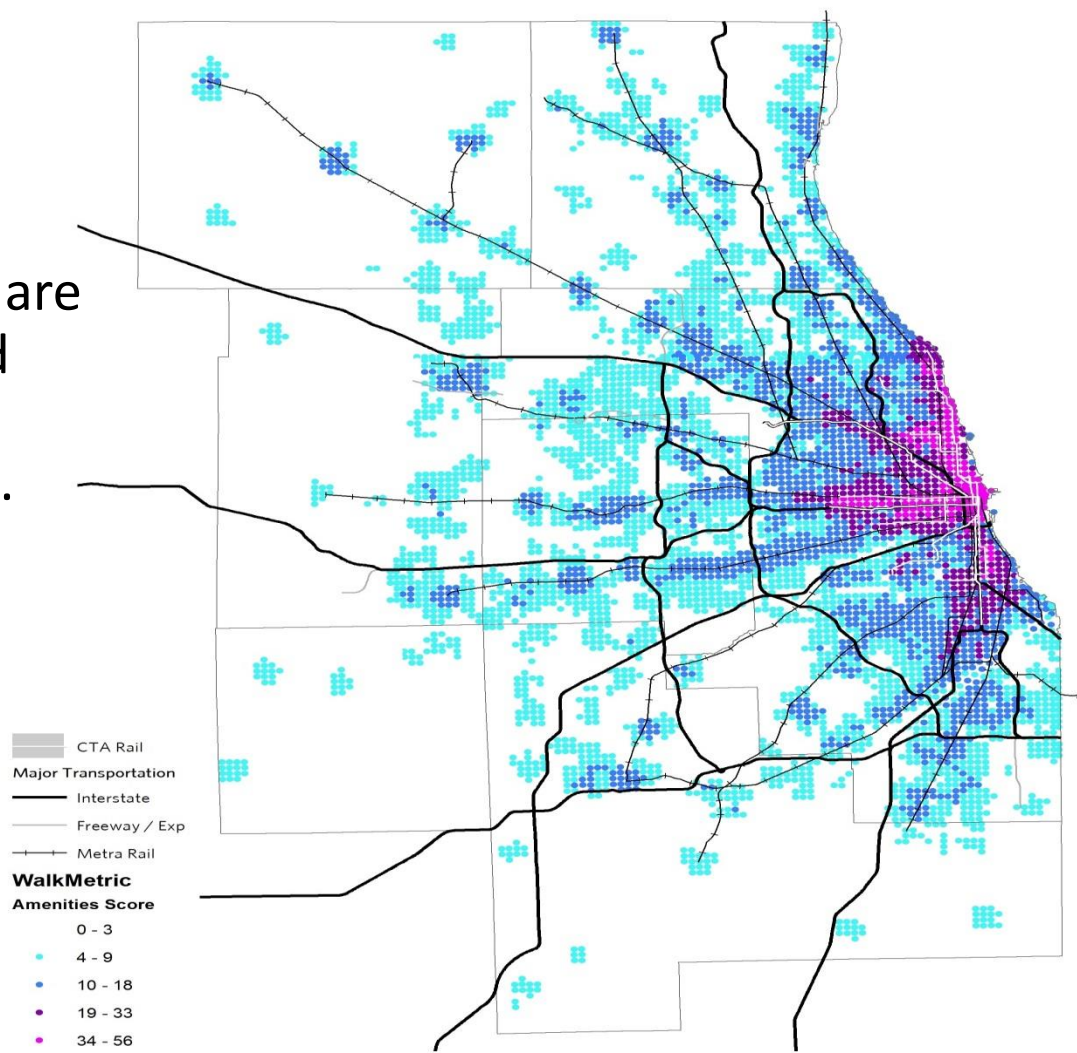 are
d
.
CTA Rail
Major Transportation
Interstate
Freeway / Exp
Metra Rail
WalkMetric
Amenities Score
0 - 3
4 - 9
10 - 18
19 - 33
34 - 56